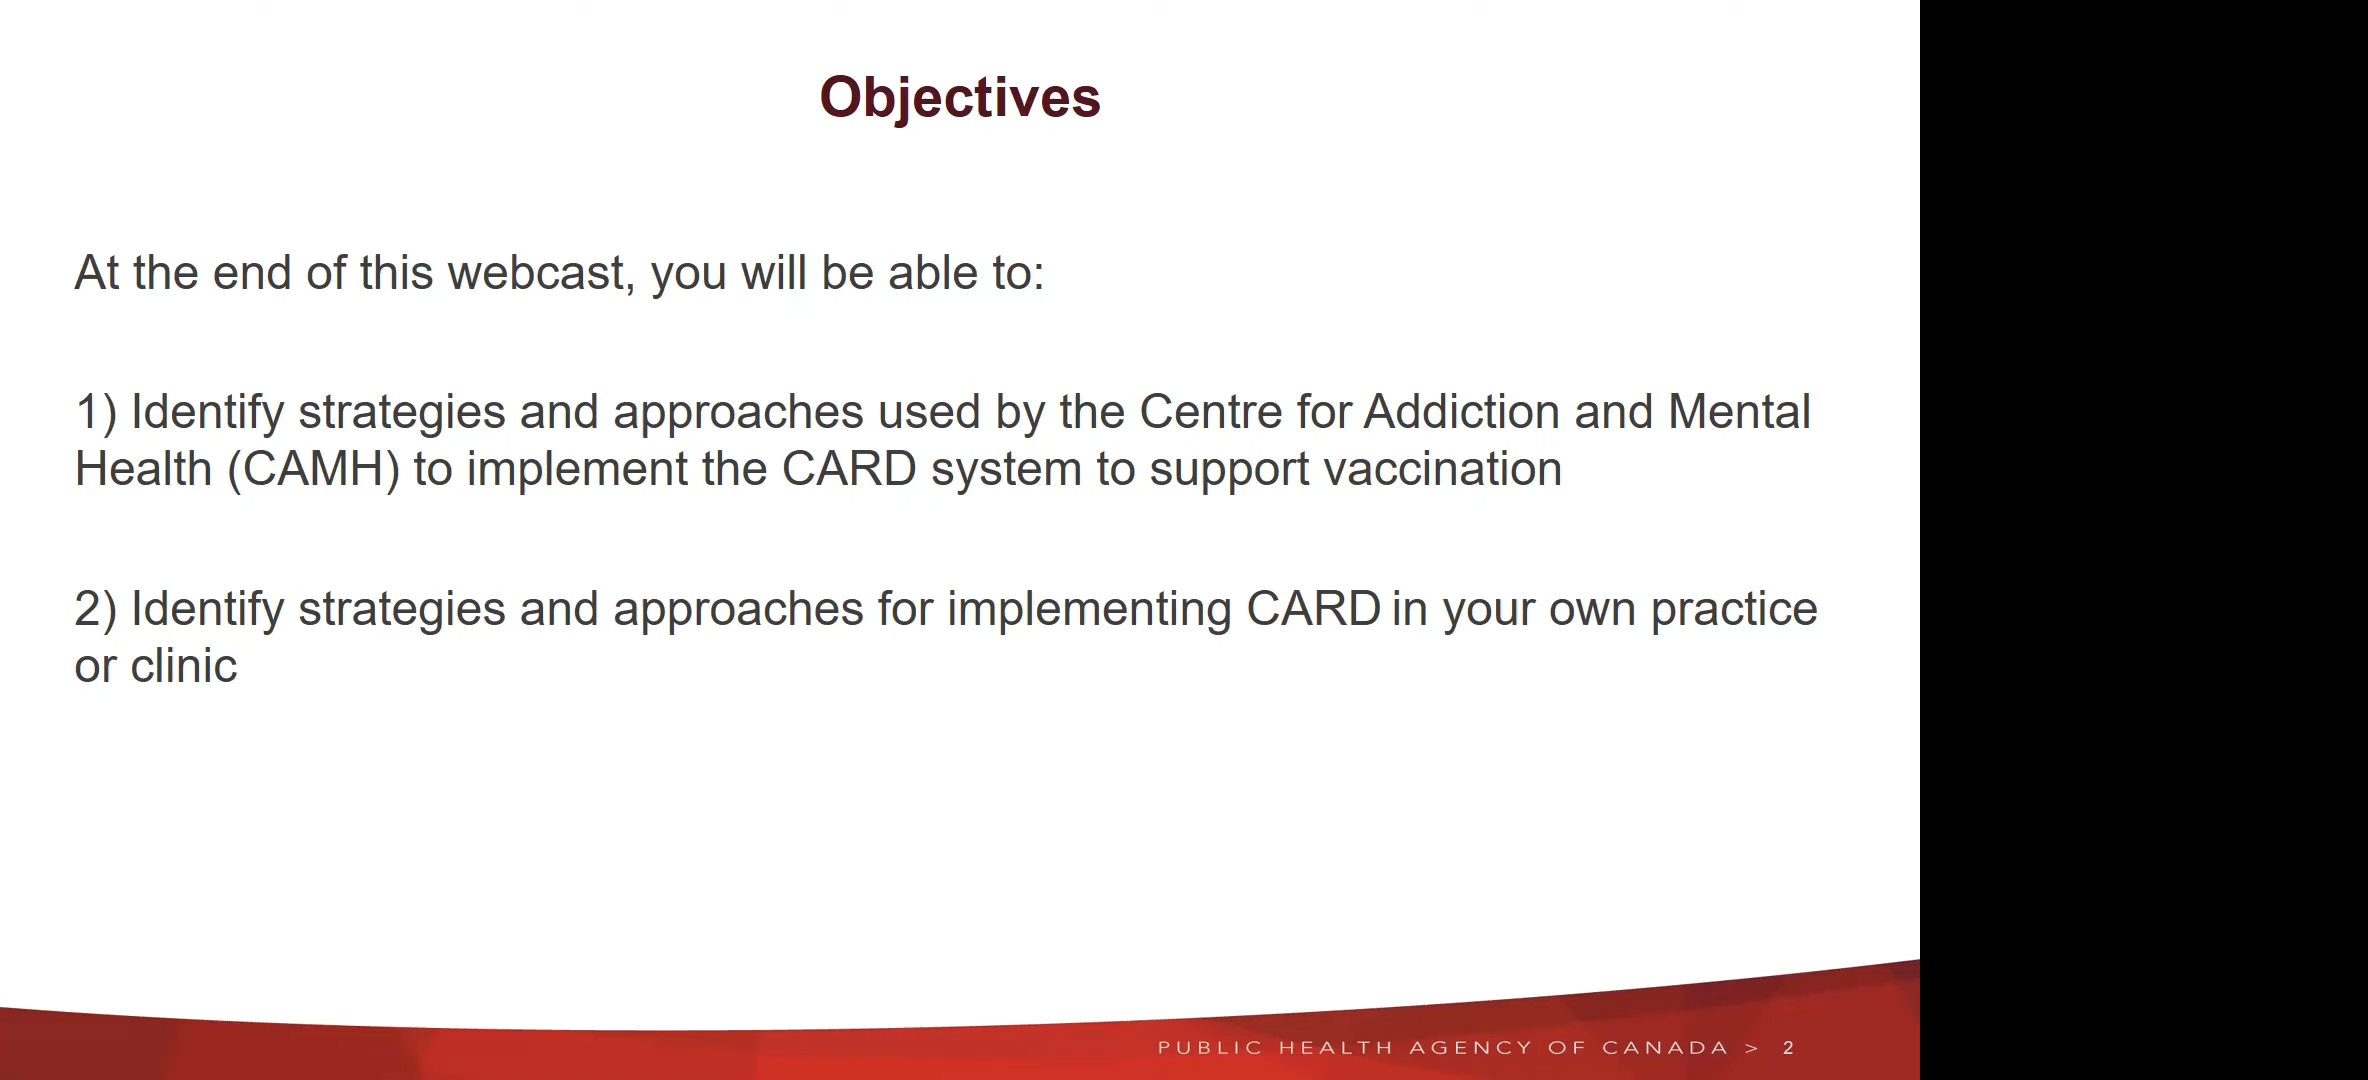 Objectives
At the end of this webcast, you will be able to:
1) Identify strategies and approaches used by the Centre for Addiction and Mental
Health (CAMH) to implement the CARD system to support vaccination
2) Identify strategies and approaches for implementing CARD in your own practice
or clinic
PUBLIC HEALTH AGENCY OF CANADA > 2